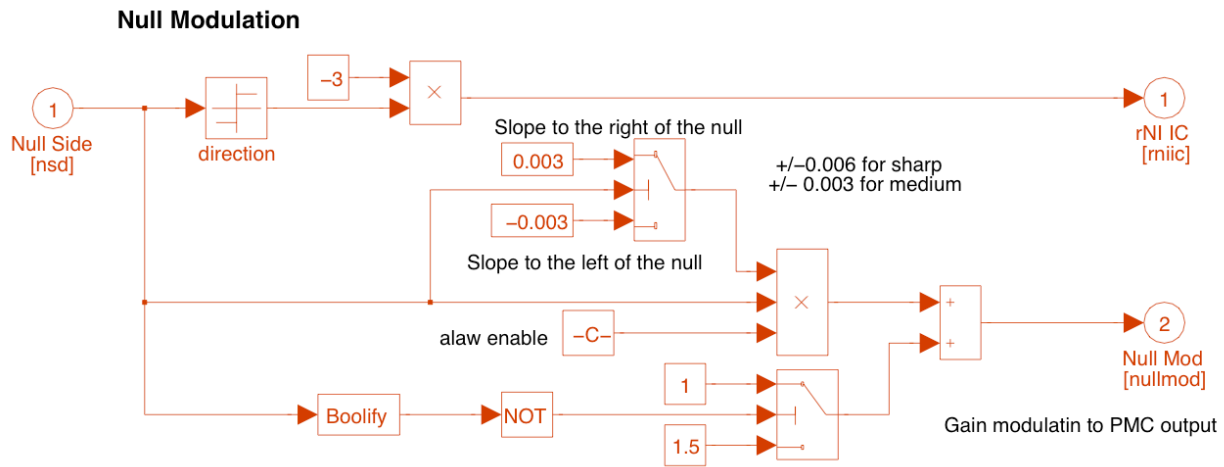 Null Modulation
−3
×
1
Null Side
[nsd]
direction
1
rNI IC
[rniic]
Slope to the right of the null
0.003
+/−0.006 for sharp
+/− 0.003 for medium
−0.003
Slope to the left of the null
×
+
+
alaw enable
−C−
2
Null Mod
[nullmod]
1
Boolify
NOT
1.5
Gain modulatin to PMC output